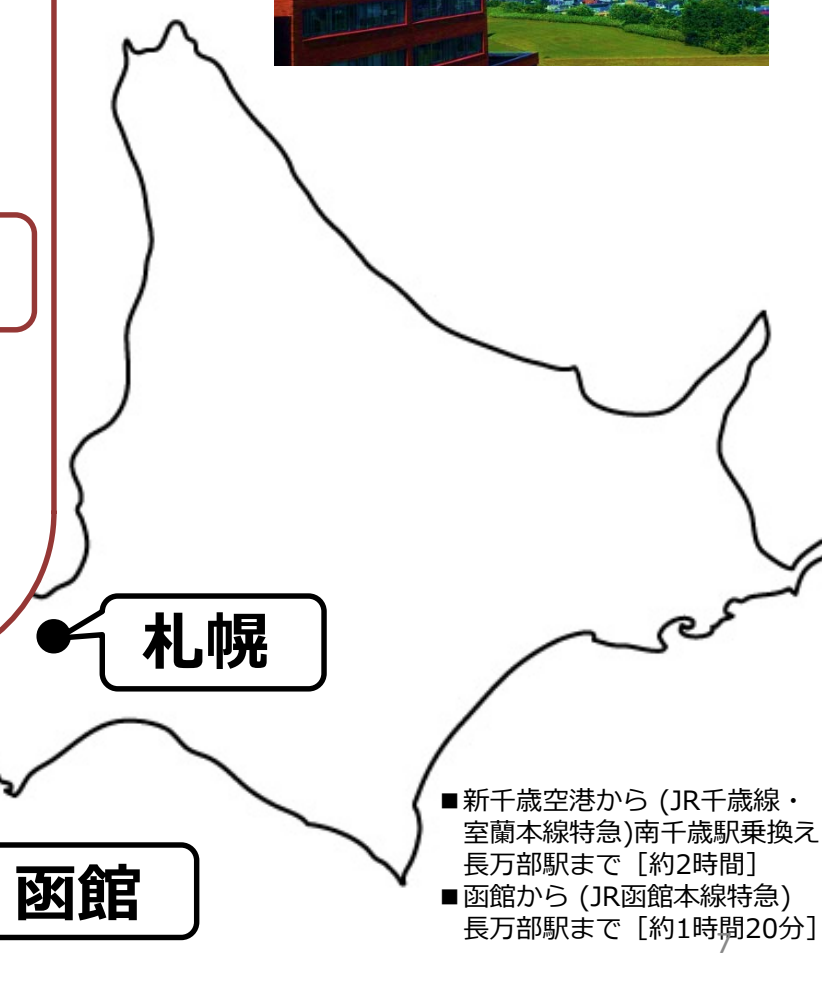 札幌
函館
■新千歳空港から (JR千歳線・
室蘭本線特急)南千歳駅乗換え
長万部駅まで［約2時間］
■函館から (JR函館本線特急)
長万部駅まで［約1時間20分］
7